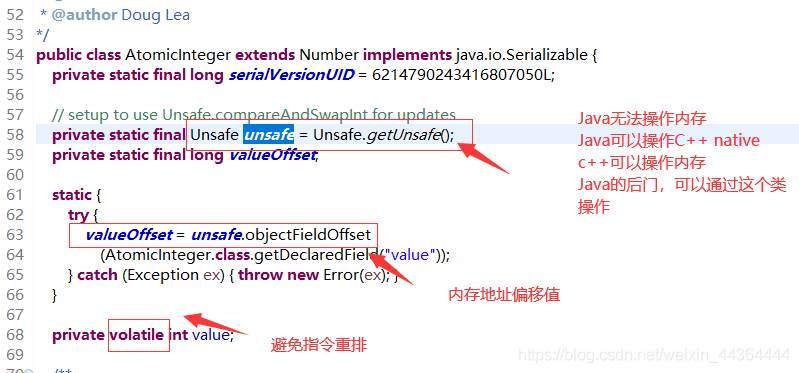 52 * @author Doug Lea
53 */
54 public class AtomicInteger extends Number implements java.io.Serializable {
55 private static final long serialVersionUID = 6214790243416807050L;
56
57 // setup to use Unsafe.compareAndSwapInt for updates
58 private static final Unsafe unsafe = Unsafe.getUnsafe();
59 private static final long valueOffset;
60
61 static {
62 try {
63 valueOffset = unsafe.objectFieldOffset
64 (AtomicInteger.class.getDeclaredField("value"));
65 } catch (Exception ex) { throw new Error(ex); }
66 }
67
68 private volatile int value;
69
70 /**
Java无法操作内存
Java可以操作C++ native
c++可以操作内存
Java的后门，可以通过这个类
操作
内存地址偏移值
避免指令重排
https://blog.csdn.net/weixin_44364444